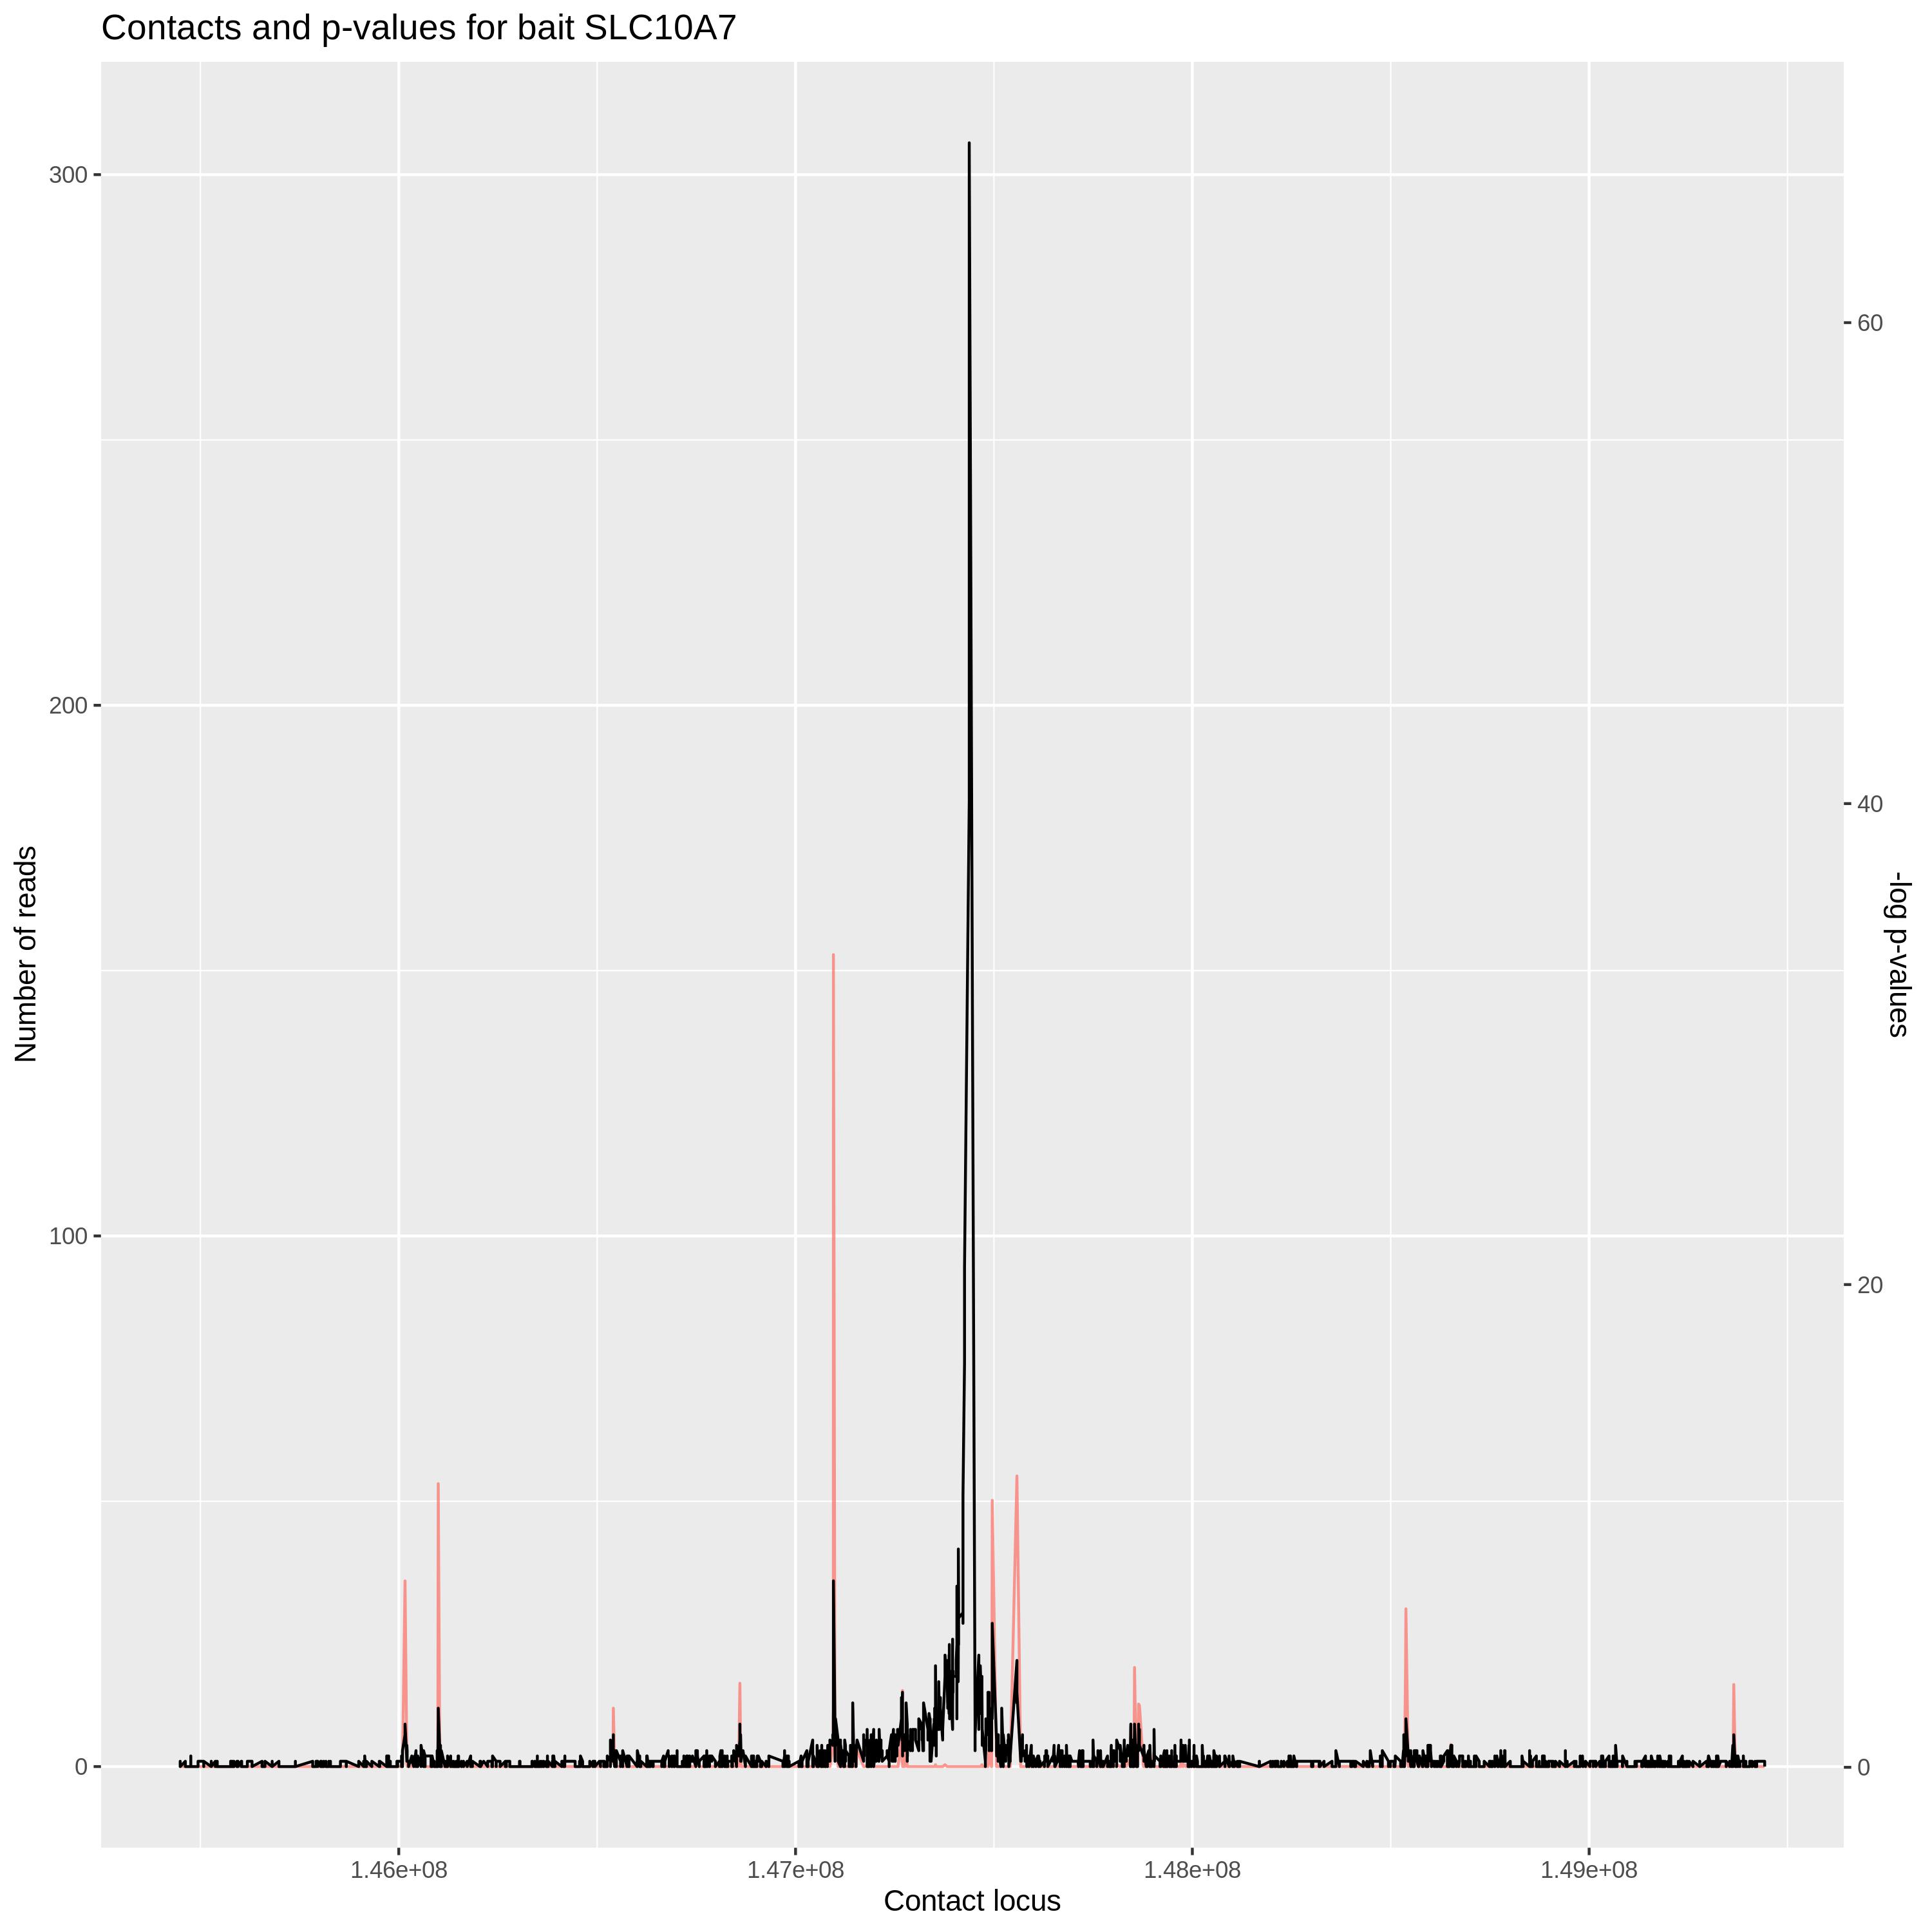 Contacts and p-values for bait SLC10A7
300
200
100
0
Number of reads
60
40
20
0
-log p-values
1.46e+08 1.47e+08 1.48e+08 1.49e+08
Contact locus